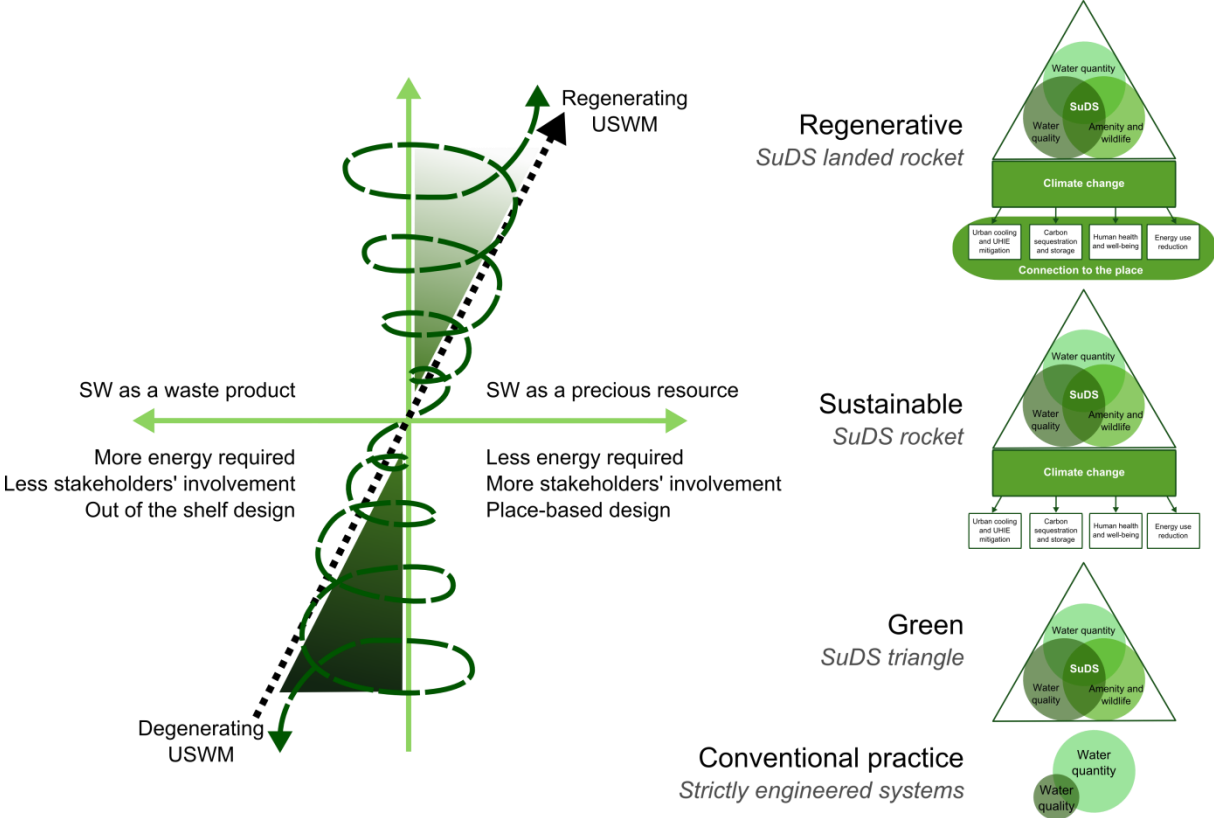 Regenerating
USWM
SW as a waste product
SW as a precious resource
More energy required
Less stakeholders' involvement
Out of the shelf design
Less energy required
More stakeholders' involvement
Place-based design
Degenerating
USWM
Regenerative
SuDS landed rocket
Water quantity
SuDS
Water
quality
Amenity and
wildlife
Climate change
Urban cooling
and UHIE
mitigation
Carbon
sequestration
and storage
Human health
and well-being
Energy use
reduction
Connection to the place
Sustainable
SuDS rocket
Water quantity
SuDS
Water
quality
Amenity and
wildlife
Climate change
Urban cooling
and UHIE
mitigation
Carbon
sequestration
and storage
Human health
and well-being
Energy use
reduction
Green
SuDS triangle
Water quantity
SuDS
Water
quality
Amenity and
wildlife
Conventional practice
Strictly engineered systems
Water
quantity
Water
quality